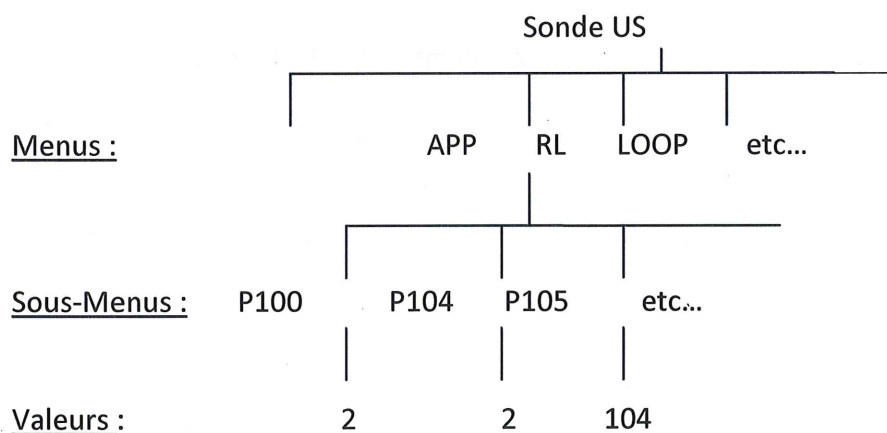 Sonde US
Menus : APP RL LOOP etc...
Sous-Menus : P100 P104 P105 etc...
Valeurs : 2 2 104